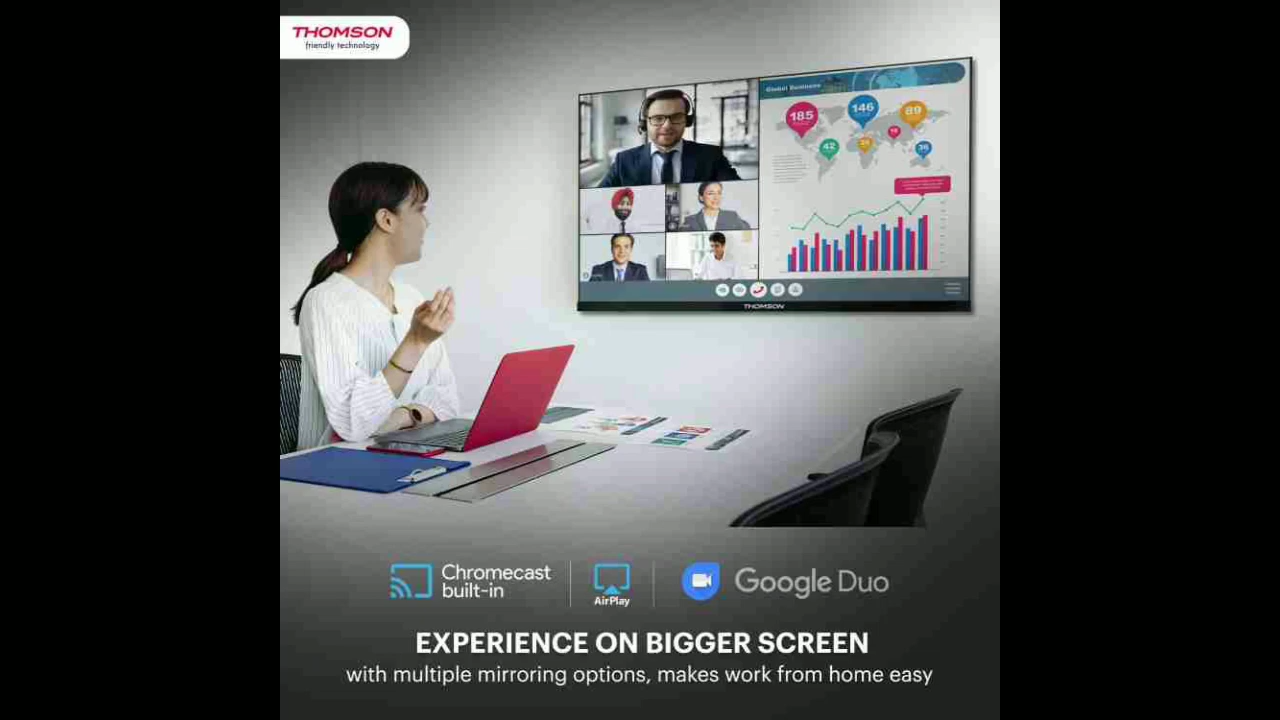 THOMSON
friendly technology
Global Business
185
146
89
42
THOMSON
Chromecast
built-in
AirPlay
Google Duo
EXPERIENCE ON BIGGER SCREEN
with multiple mirroring options, makes work from home easy